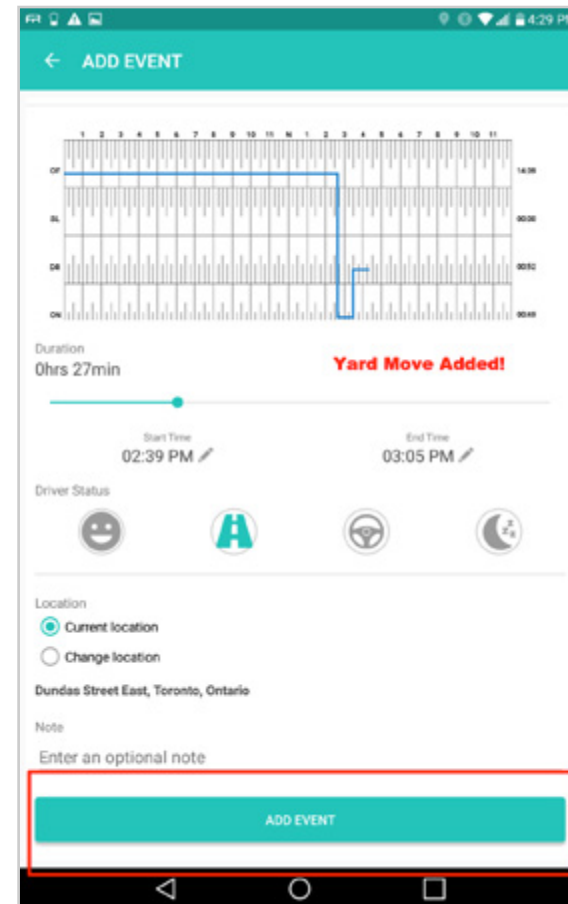 4:29 PM
ADD EVENT
1 2 3 4 5 6 7 8 9 10 11 N 1 2 3 4 5 6 7 8 9 10 11
OF 14:39
SL 00:00
DR 00:52
ON 00:49
Duration
0hrs 27min Yard Move Added!
Start Time End Time
02:39 PM 03:05 PM
Driver Status
Location
Current location
Change location
Dundas Street East, Toronto, Ontario
Note
Enter an optional note
ADD EVENT